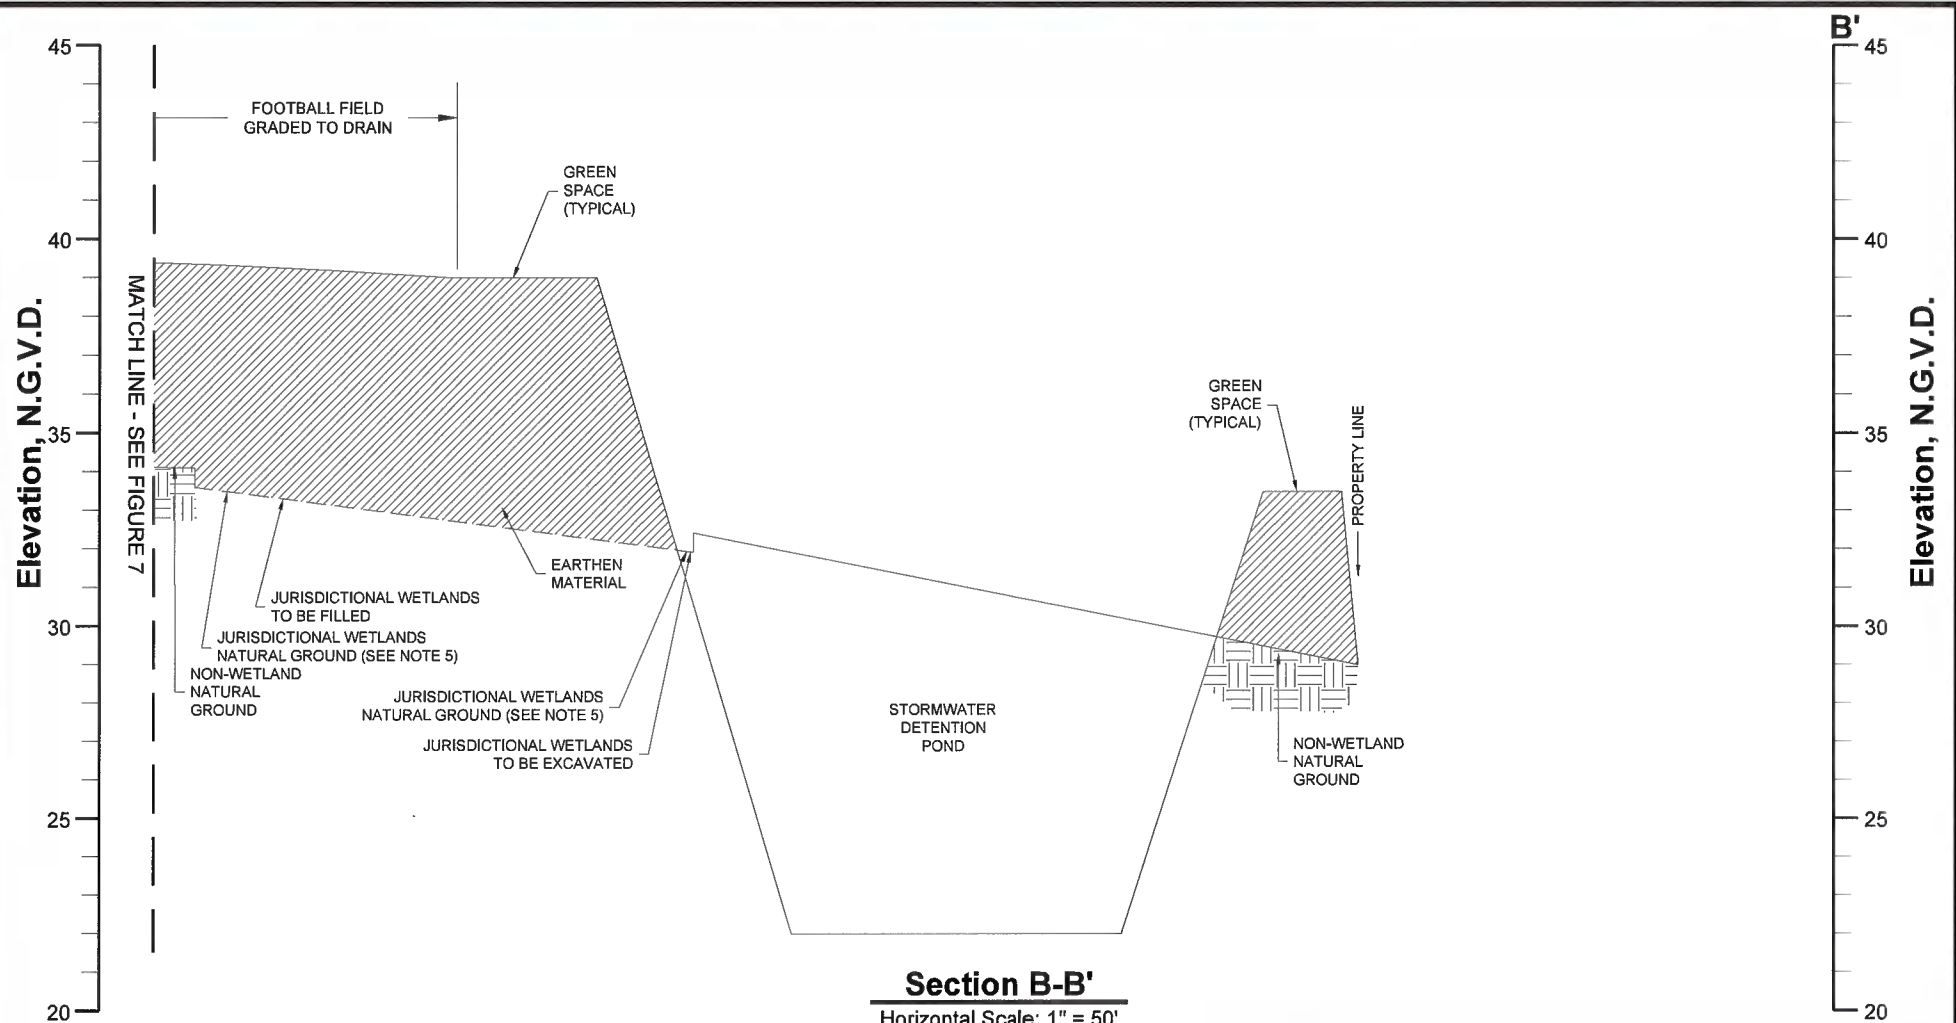 B'
45
45
FOOTBALL FIELD
GRADED TO DRAIN
GREEN
SPACE
(TYPICAL)
40
40
MATCH LINE - SEE FIGURE 7
Elevation, N.G.V.D.
Elevation, N.G.V.D.
GREEN
SPACE
(TYPICAL)
PROPERTY LINE
35
35
EARTHEN
MATERIAL
JURISDICTIONAL WETLANDS
TO BE FILLED
30
30
JURISDICTIONAL WETLANDS
NATURAL GROUND (SEE NOTE 5)
NON-WETLAND
NATURAL
GROUND
JURISDICTIONAL WETLANDS
NATURAL GROUND (SEE NOTE 5)
JURISDICTIONAL WETLANDS
TO BE EXCAVATED
STORMWATER
DETENTION
POND
NON-WETLAND
NATURAL
GROUND
25
25
Section B-B'
20
20
Horizontal Scale: 1" = 50'